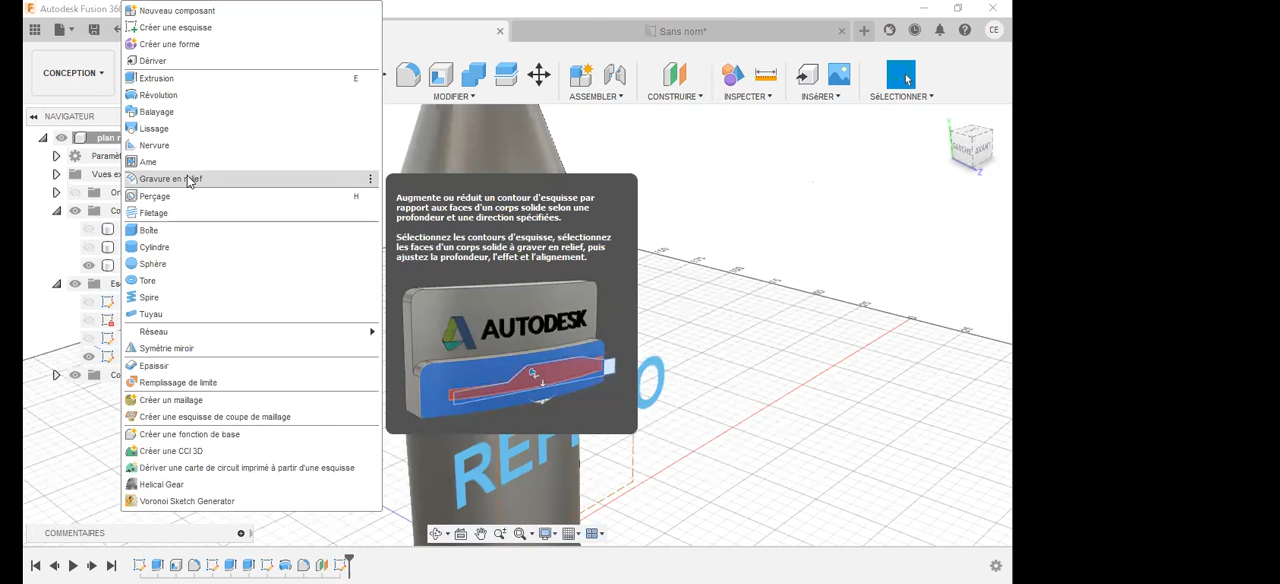 Autodesk Fusion 360
Sans nom*
CE
CONCEPTION
MODIFIER
ASSEMBLER
CONSTRUIRE
INSPECTER
INSÉRER
SÉLECTIONNER
NAVIGATEUR
plan
Nouveau composant
Créer une esquisse
Créer une forme
Dériver
Extrusion E
Révolution
Balayage
Lissage
Nervure
Ame
Gravure en relief
Perçage H
Filetage
Boîte
Cylindre
Sphère
Tore
Spire
Tuyau
Réseau
Symétrie miroir
Epaissir
Remplissage de limite
Créer un maillage
Créer une esquisse de coupe de maillage
Créer une fonction de base
Créer une CCI 3D
Dériver une carte de circuit imprimé à partir d'une esquisse
Helical Gear
Voronoi Sketch Generator
Augmente ou réduit un contour d'esquisse par
rapport aux faces d'un corps solide selon une
profondeur et une direction spécifiées.
Sélectionnez les contours d'esquisse, sélectionnez
les faces d'un corps solide à graver en relief, puis
ajustez la profondeur, l'effet et l'alignement.
AUTODESK
GAUCHE
AVANT
COMMENTAIRES